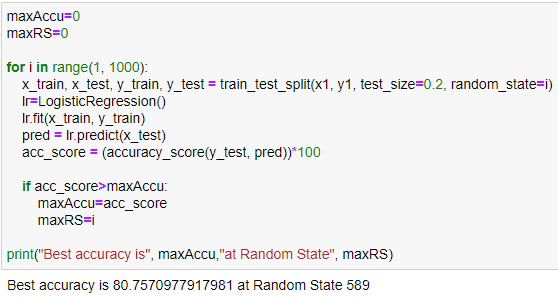 maxAccu=0
maxRS=0
for i in range(1, 1000):
x_train, x_test, y_train, y_test = train_test_split(x1, y1, test_size=0.2, random_state=i)
lr=LogisticRegression()
lr.fit(x_train, y_train)
pred = lr.predict(x_test)
acc_score = (accuracy_score(y_test, pred))*100
if acc_score>maxAccu:
maxAccu=acc_score
maxRS=i
print("Best accuracy is", maxAccu,"at Random State", maxRS)
Best accuracy is 80.7570977917981 at Random State 589